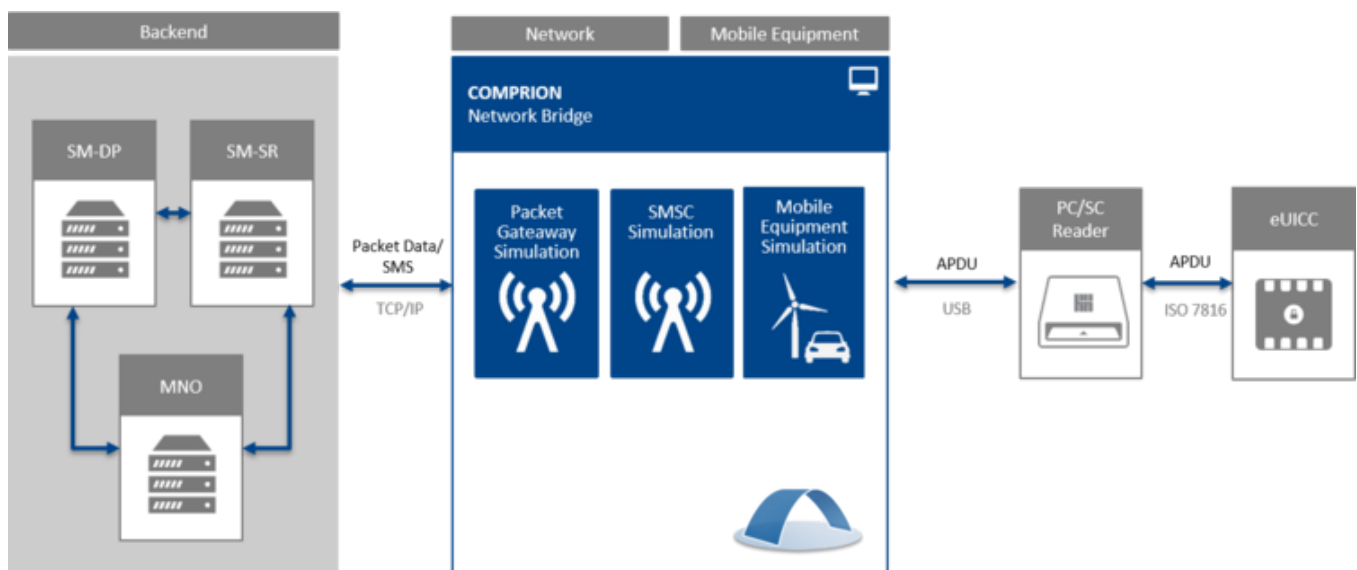 Backend
Network
Mobile Equipment
COMPRION
Network Bridge
SM-DP
SM-SR
MNO
Packet Data/
SMS
TCP/IP
Packet
Gateaway
Simulation
SMSC
Simulation
Mobile
Equipment
Simulation
APDU
USB
PC/SC
Reader
APDU
ISO 7816
eUICC